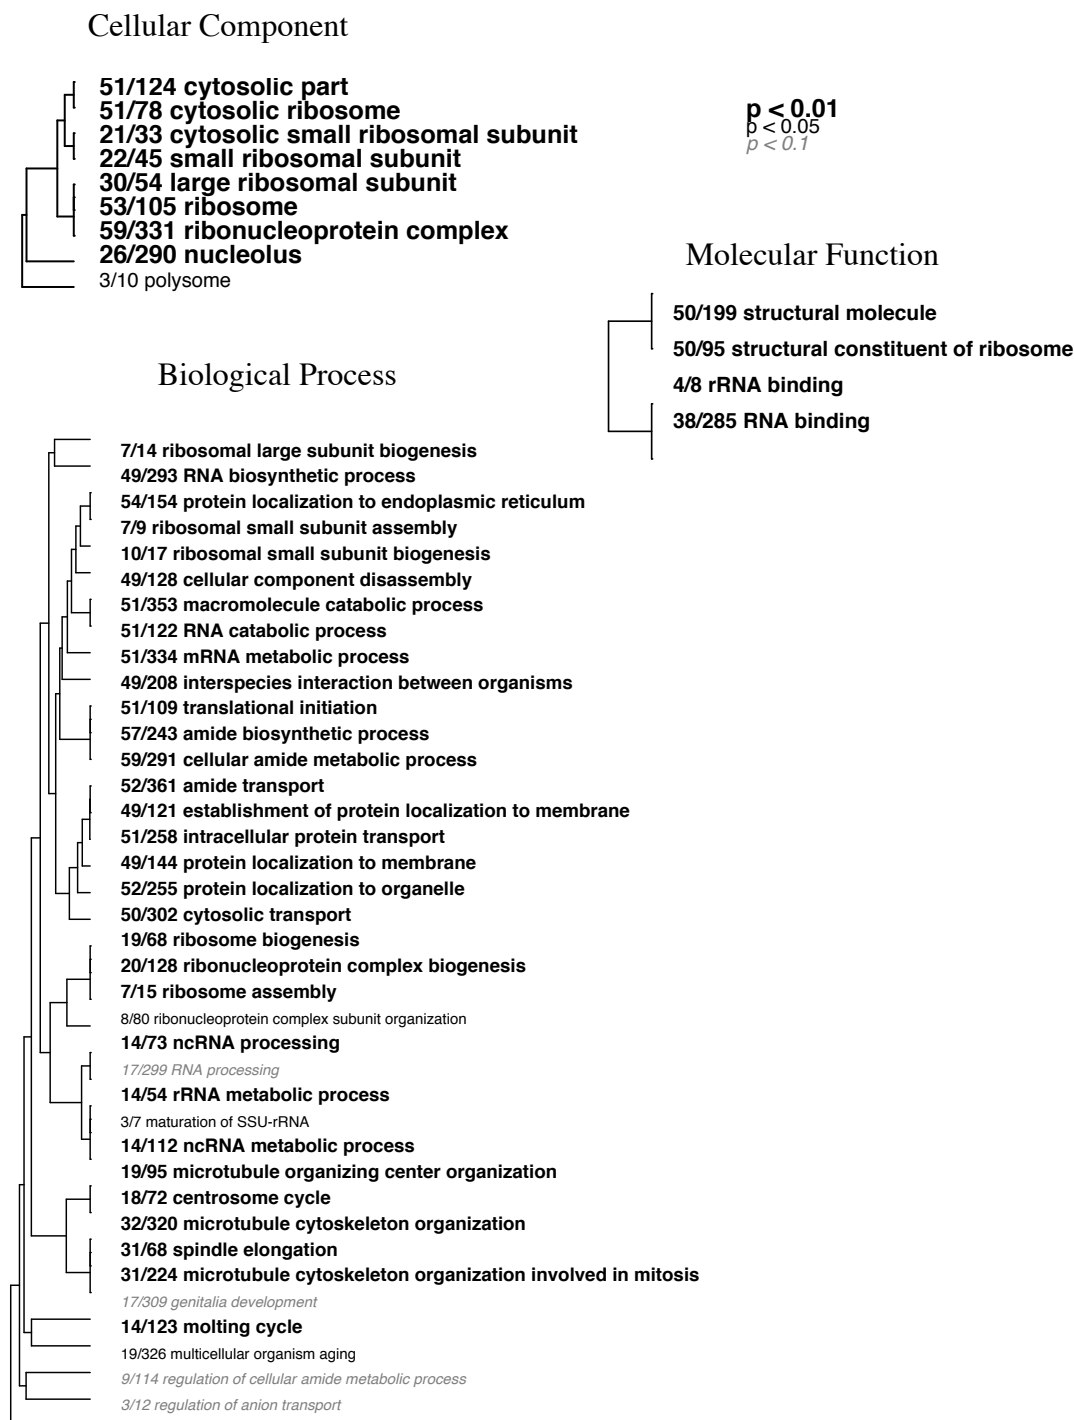 Cellular Component
51/124 cytosolic part
51/78 cytosolic ribosome
21/33 cytosolic small ribosomal subunit
22/45 small ribosomal subunit
30/54 large ribosomal subunit
53/105 ribosome
59/331 ribonucleoprotein complex
26/290 nucleolus
3/10 polysome
p < 0.01
p < 0.05
p < 0.1
Molecular Function
50/199 structural molecule
50/95 structural constituent of ribosome
4/8 rRNA binding
38/285 RNA binding
Biological Process
7/14 ribosomal large subunit biogenesis
49/293 RNA biosynthetic process
54/154 protein localization to endoplasmic reticulum
7/9 ribosomal small subunit assembly
10/17 ribosomal small subunit biogenesis
49/128 cellular component disassembly
51/353 macromolecule catabolic process
51/122 RNA catabolic process
51/334 mRNA metabolic process
49/208 interspecies interaction between organisms
51/109 translational initiation
57/243 amide biosynthetic process
59/291 cellular amide metabolic process
52/361 amide transport
49/121 establishment of protein localization to membrane
51/258 intracellular protein transport
49/144 protein localization to membrane
52/255 protein localization to organelle
50/302 cytosolic transport
19/68 ribosome biogenesis
20/128 ribonucleoprotein complex biogenesis
7/15 ribosome assembly
8/80 ribonucleoprotein complex subunit organization
14/73 ncRNA processing
17/299 RNA processing
14/54 rRNA metabolic process
3/7 maturation of SSU-rRNA
14/112 ncRNA metabolic process
19/95 microtubule organizing center organization
18/72 centrosome cycle
32/320 microtubule cytoskeleton organization
31/68 spindle elongation
31/224 microtubule cytoskeleton organization involved in mitosis
17/309 genitalia development
14/123 molting cycle
19/326 multicellular organism aging
9/114 regulation of cellular amide metabolic process
3/12 regulation of anion transport